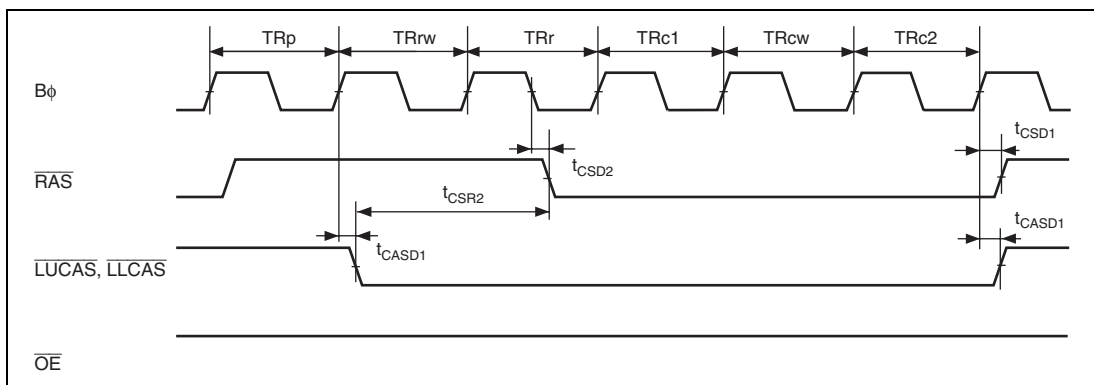 TRp TRrw TRr TRc1 TRcw TRc2
Bϕ
tCSD1
RAS
tCSD2
tCSR2
tCASD1
tCASD1
LUCAS, LLCAS
OE